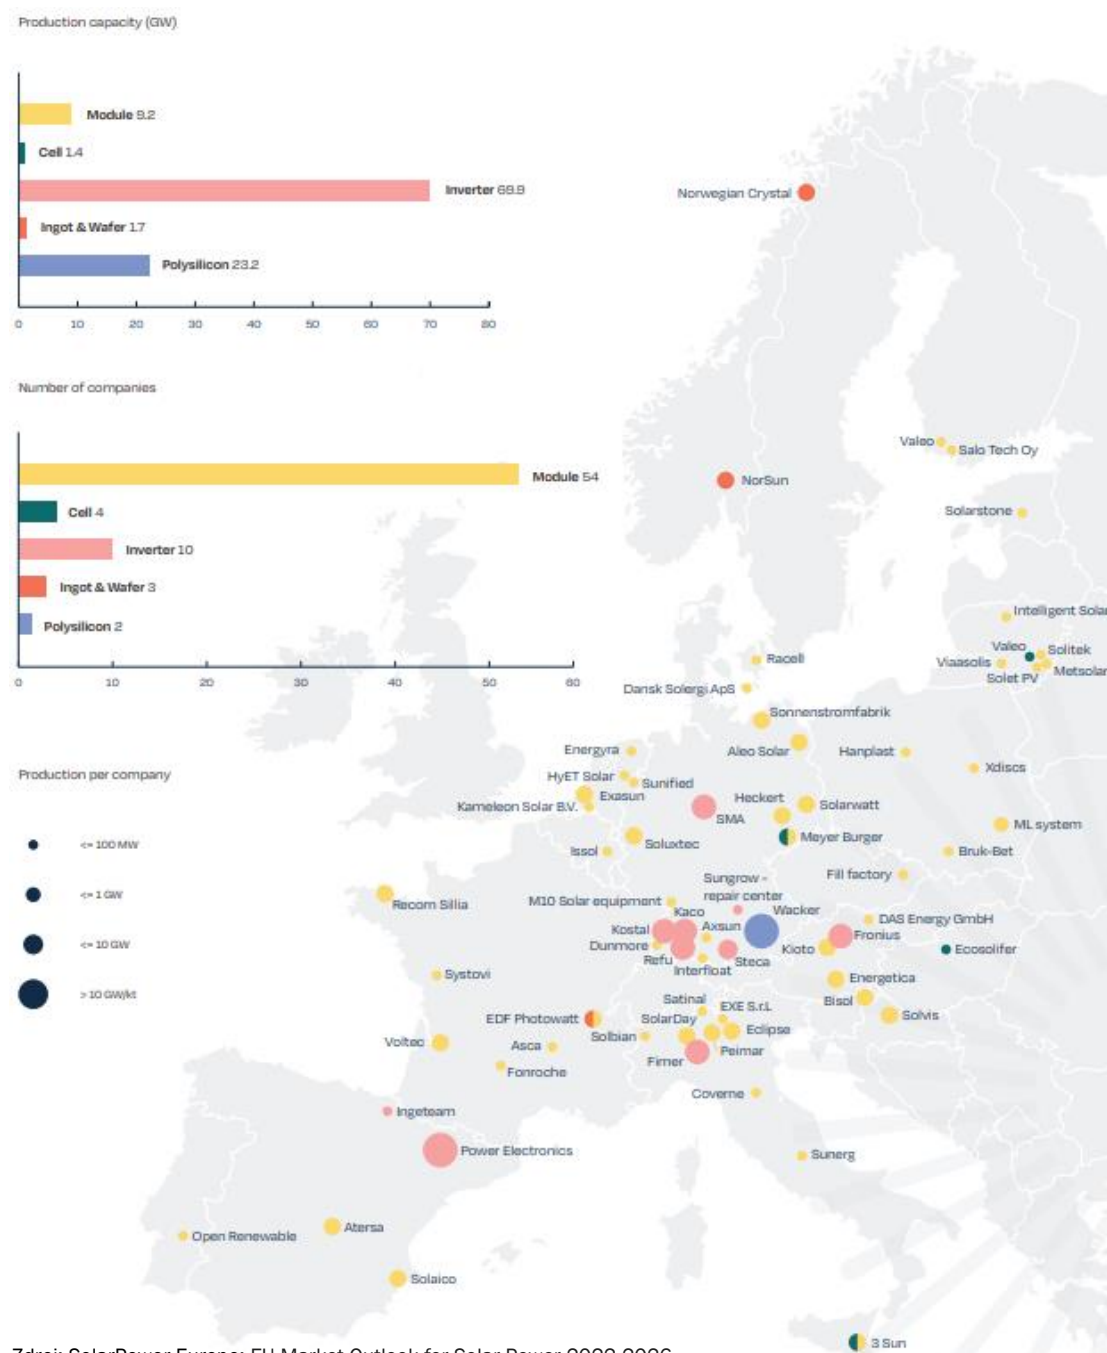 Production capacity (GW)
Module 9.2
Cell 1.4
Inverter 69.9
Ingot & Wafer 1.7
Polysilicon 23.2
0 10 20 30 40 50 60 70 80
Number of companies
Module 54
Cell 4
Inverter 10
Ingot & Wafer 3
Polysilicon 2
0 10 20 30 40 50 60
Production per company
<= 100 MW
<= 1 GW
<= 10 GW
> 10 GW/kt
Norwegian Crystal
Valeo
Salo Tech Oy
NorSun
Solarstone
Intelligent Solar
Valeo
Solitek
Viaasolis
Solet PV
Metsolar
Racell
Dansk Solergi ApS
Sonnenstromfabrik
Energyra
Aleo Solar
Hanplast
Xdiscs
HyET Solar
Sunified
Exasun
Kameleon Solar B.V.
Heckert
Solarwatt
SMA
ML system
Meyer Burger
Soluxtec
Issol
Bruk-Bet
Fill factory
Sungrow -
repair center
M10 Solar equipment
Recom Sillia
Kaco
Wacker
DAS Energy GmbH
Kostal
Axsun
Fronius
Dunmore
Kioto
Ecosolifer
Refu
Steca
Interfloat
Systovi
Energetica
Satinal
EXE S.r.L
Bisol
Solvis
EDF Photowatt
SolarDay
Eclipse
Solbian
Voltec
Asca
Firner
Peimar
Fonroche
Coverne
Ingeteam
Power Electronics
Sunerg
Atersa
Open Renewable
Solaico
3 Sun